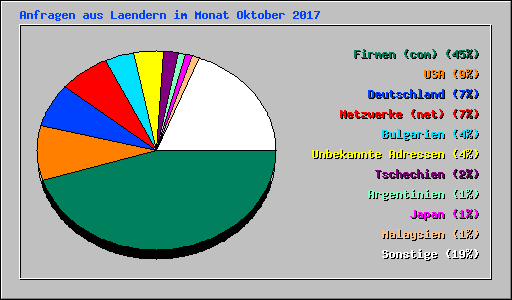 Anfragen aus Laendern im Monat Oktober 2017
Firmen (com) (45%)
USA (9%)
Deutschland (7%)
Netzwerke (net) (7%)
Bulgarien (4%)
Unbekannte Adressen (4%)
Tschechien (2%)
Argentinien (1%)
Japan (1%)
Malaysien (1%)
Sonstige (19%)